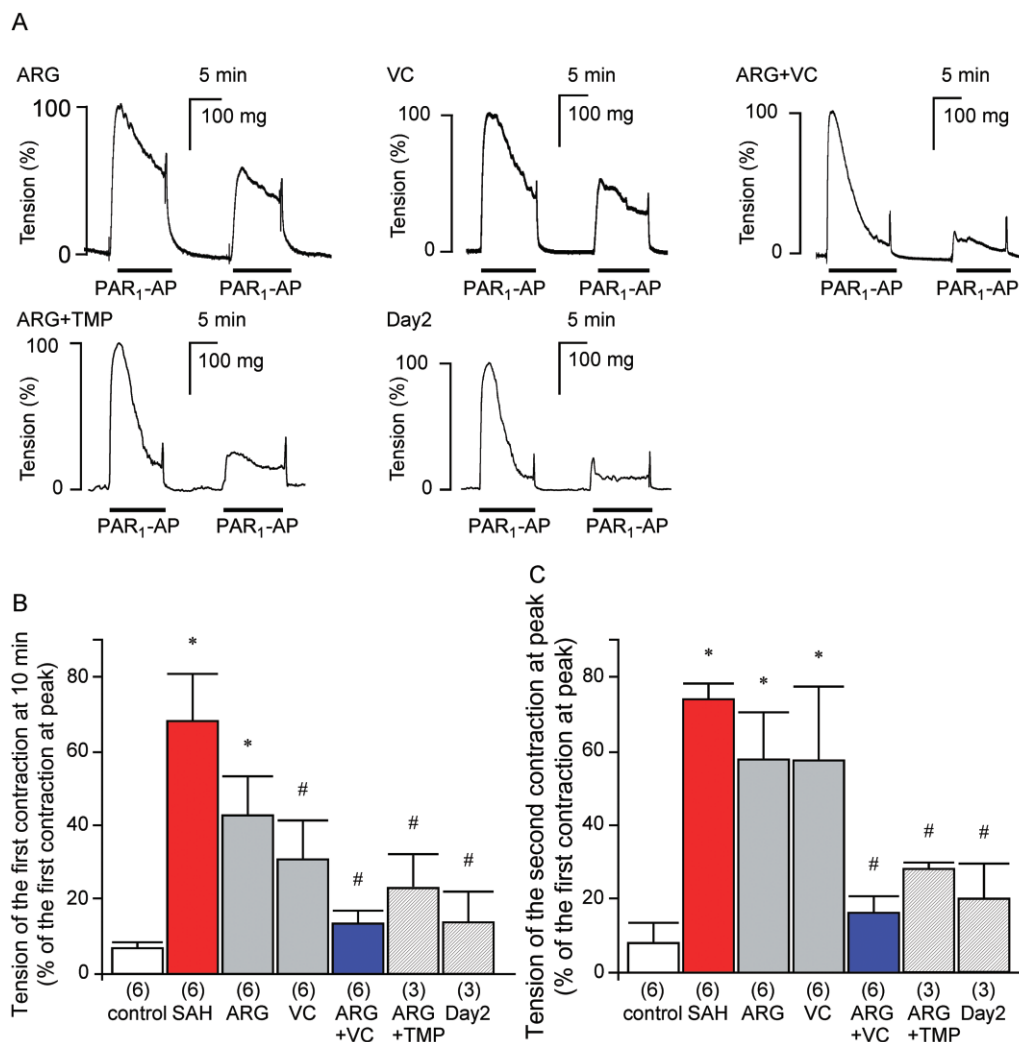 A
ARG
5 min
100 mg
100
0
Tension (%)
PAR1-AP
PAR1-AP
VC
5 min
100 mg
100
0
Tension (%)
PAR1-AP
PAR1-AP
ARG+VC
5 min
100 mg
100
0
Tension (%)
PAR1-AP
PAR1-AP
ARG+TMP
5 min
100 mg
100
0
Tension (%)
PAR1-AP
PAR1-AP
Day2
5 min
100 mg
100
0
Tension (%)
PAR1-AP
PAR1-AP
B
Tension of the first contraction at 10 min
(% of the first contraction at peak)
80
60
40
20
0
*
*
#
#
#
#
(6) (6) (6) (6) (6) (3) (3)
control SAH ARG VC ARG ARG Day2
+VC +TMP
C
Tension of the second contraction at peak
(% of the first contraction at peak)
80
60
40
20
0
*
*
*
#
#
#
(6) (6) (6) (6) (6) (3) (3)
control SAH ARG VC ARG ARG Day2
+VC +TMP